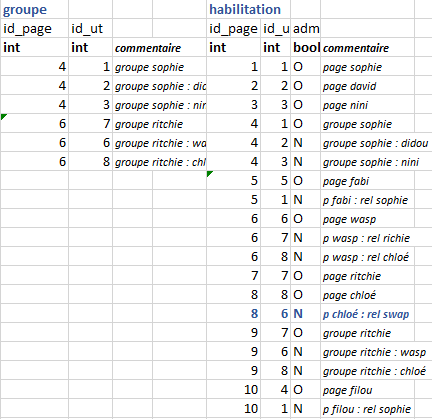 groupe habilitation
id_page id_ut id_page id_u adm
int int commentaire int int bool commentaire
4 1 groupe sophie 1 1 O page sophie
4 2 groupe sophie : did 2 2 O page david
4 3 groupe sophie : nin 3 3 O page nini
6 7 groupe ritchie 4 1 O groupe sophie
6 6 groupe ritchie : wa 4 2 N groupe sophie : didou
6 8 groupe ritchie : chl 4 3 N groupe sophie : nini
5 5 O page fabi
5 1 N p fabi : rel sophie
6 6 O page wasp
6 7 N p wasp : rel richie
6 8 N p wasp : rel chloé
7 7 O page ritchie
8 8 O page chloé
8 6 N p chloé : rel swap
9 7 O groupe ritchie
9 6 N groupe ritchie : wasp
9 8 N groupe ritchie : chloé
10 4 O page filou
10 1 N p filou : rel sophie